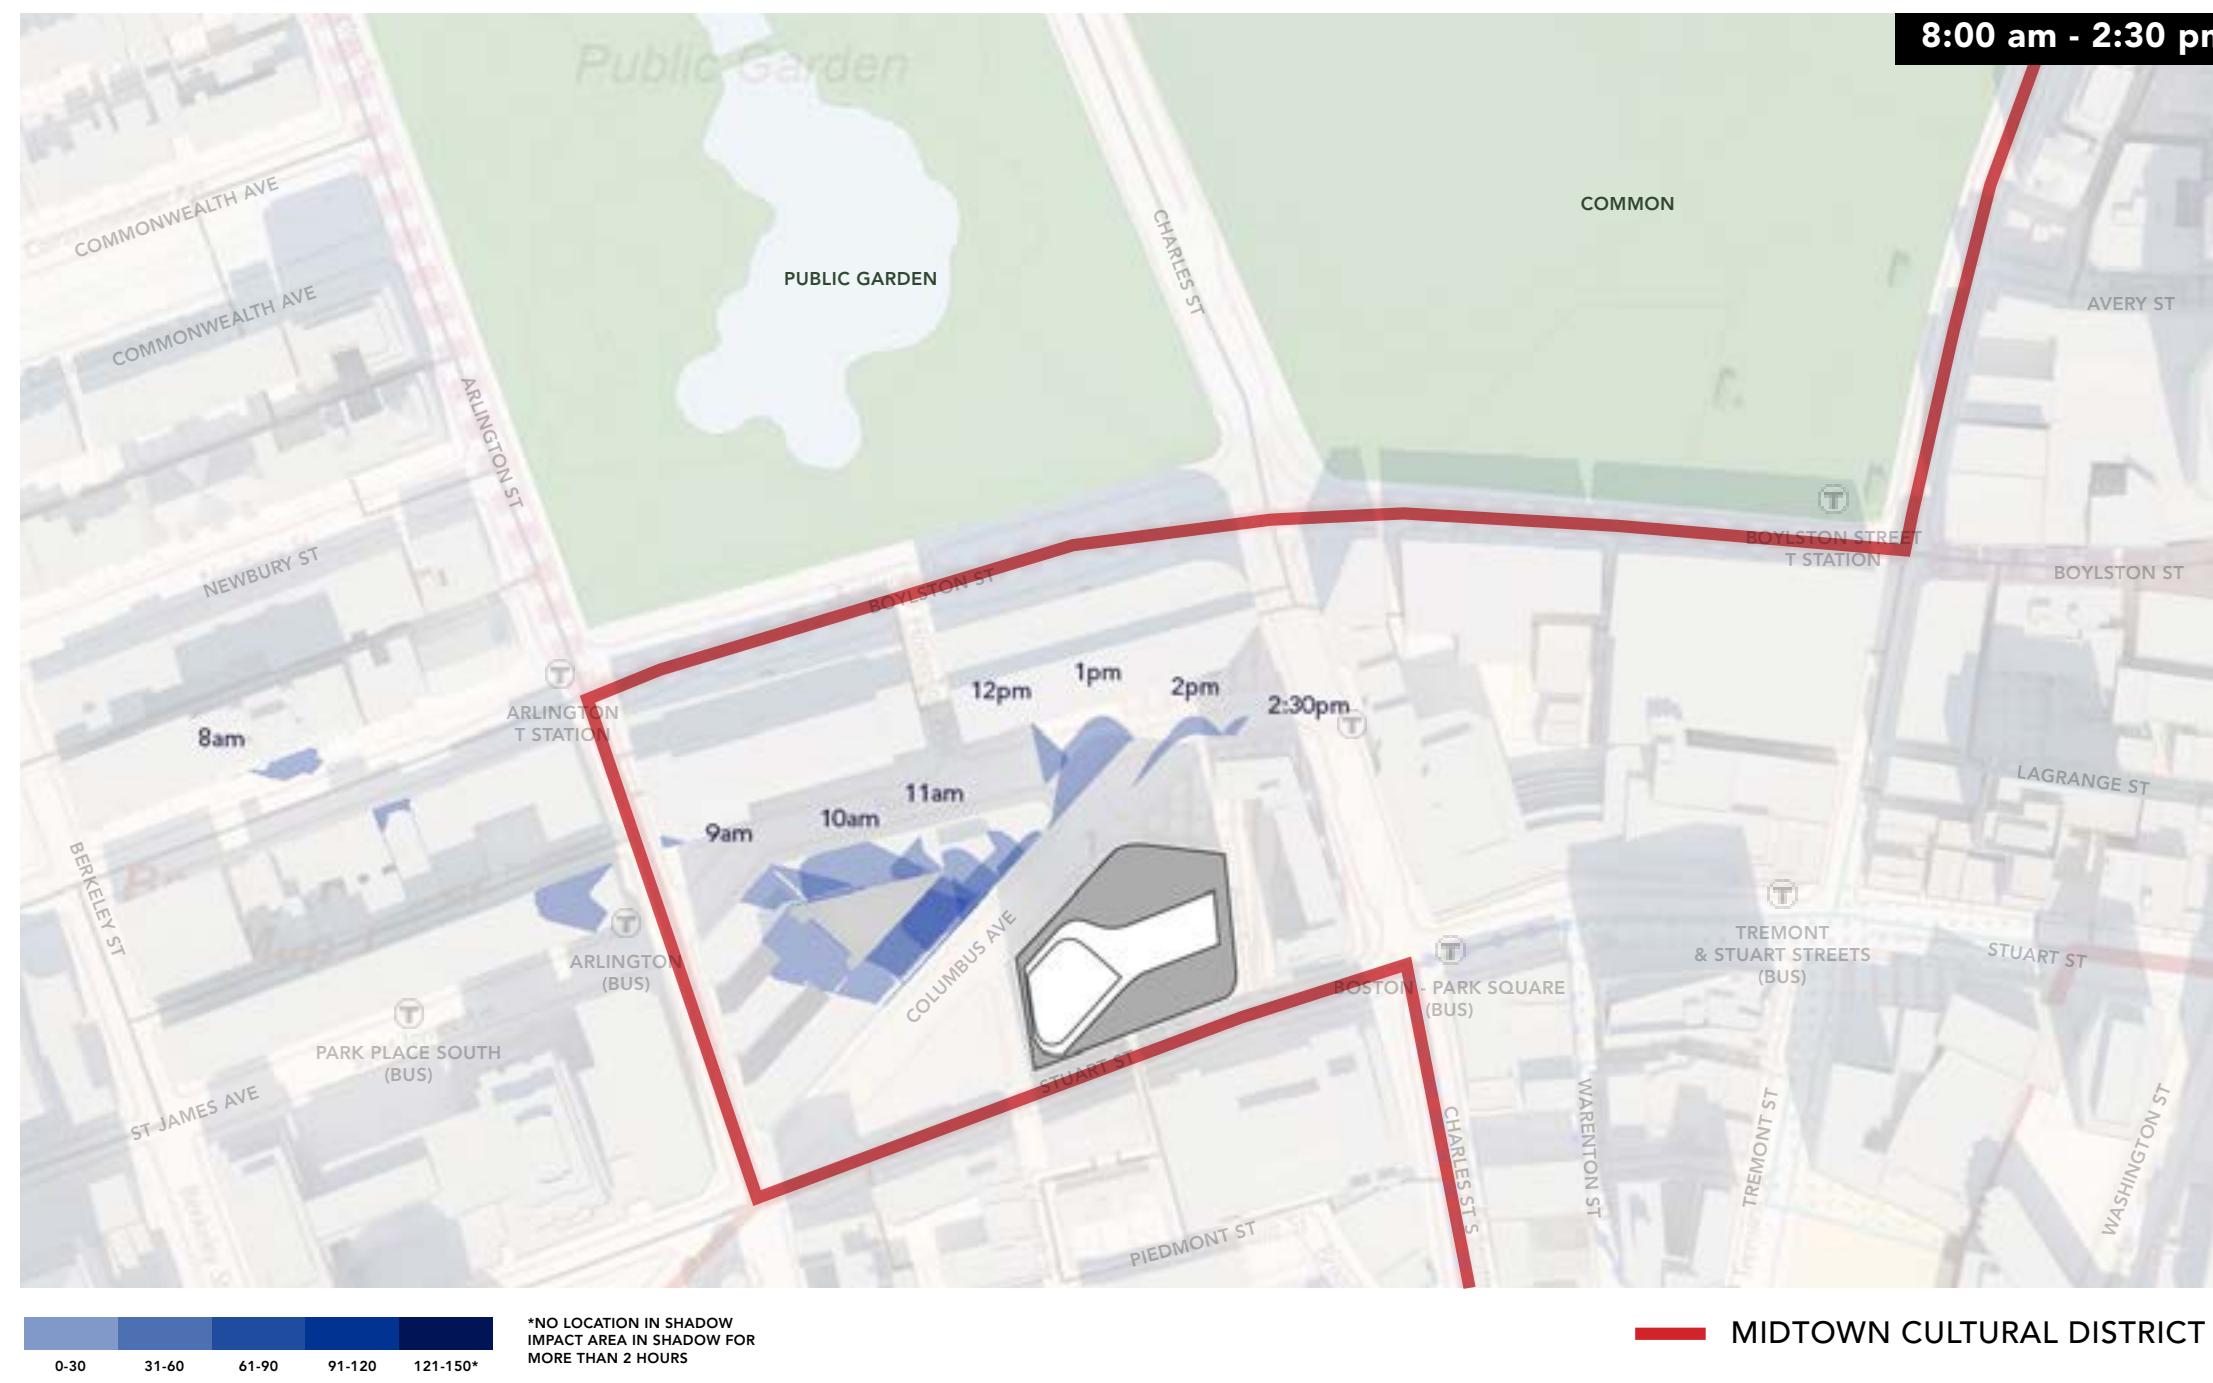 8:00 am - 2:30 p
Public Garden
COMMONWEALTH AVE
COMMONWEALTH AVE
ARLINGTON ST
CHARLES ST
COMMON
PUBLIC GARDEN
AVERY ST
NEWBURY ST
BOYLSTON ST
BOYLSTON STREET
T STATION
BOYLSTON ST
T
T
ARLINGTON
T STATION
8am
9am
10am
11am
12pm
1pm
2pm
2:30pm
T
LAGRANGE ST
BERKELEY ST
T
ARLINGTON
(BUS)
COLUMBUS AVE
T
TREMONT
& STUART STREETS
(BUS)
STUART ST
T
BOSTON - PARK SQUARE
(BUS)
T
PARK PLACE SOUTH
(BUS)
ST JAMES AVE
STUART ST
CHARLES ST S
WARENTON ST
TREMONT ST
WASHINGTON ST
PIEDMONT ST
0-30
31-60
61-90
91-120
121-150*
*NO LOCATION IN SHADOW
IMPACT AREA IN SHADOW FOR
MORE THAN 2 HOURS
MIDTOWN CULTURAL DISTRICT